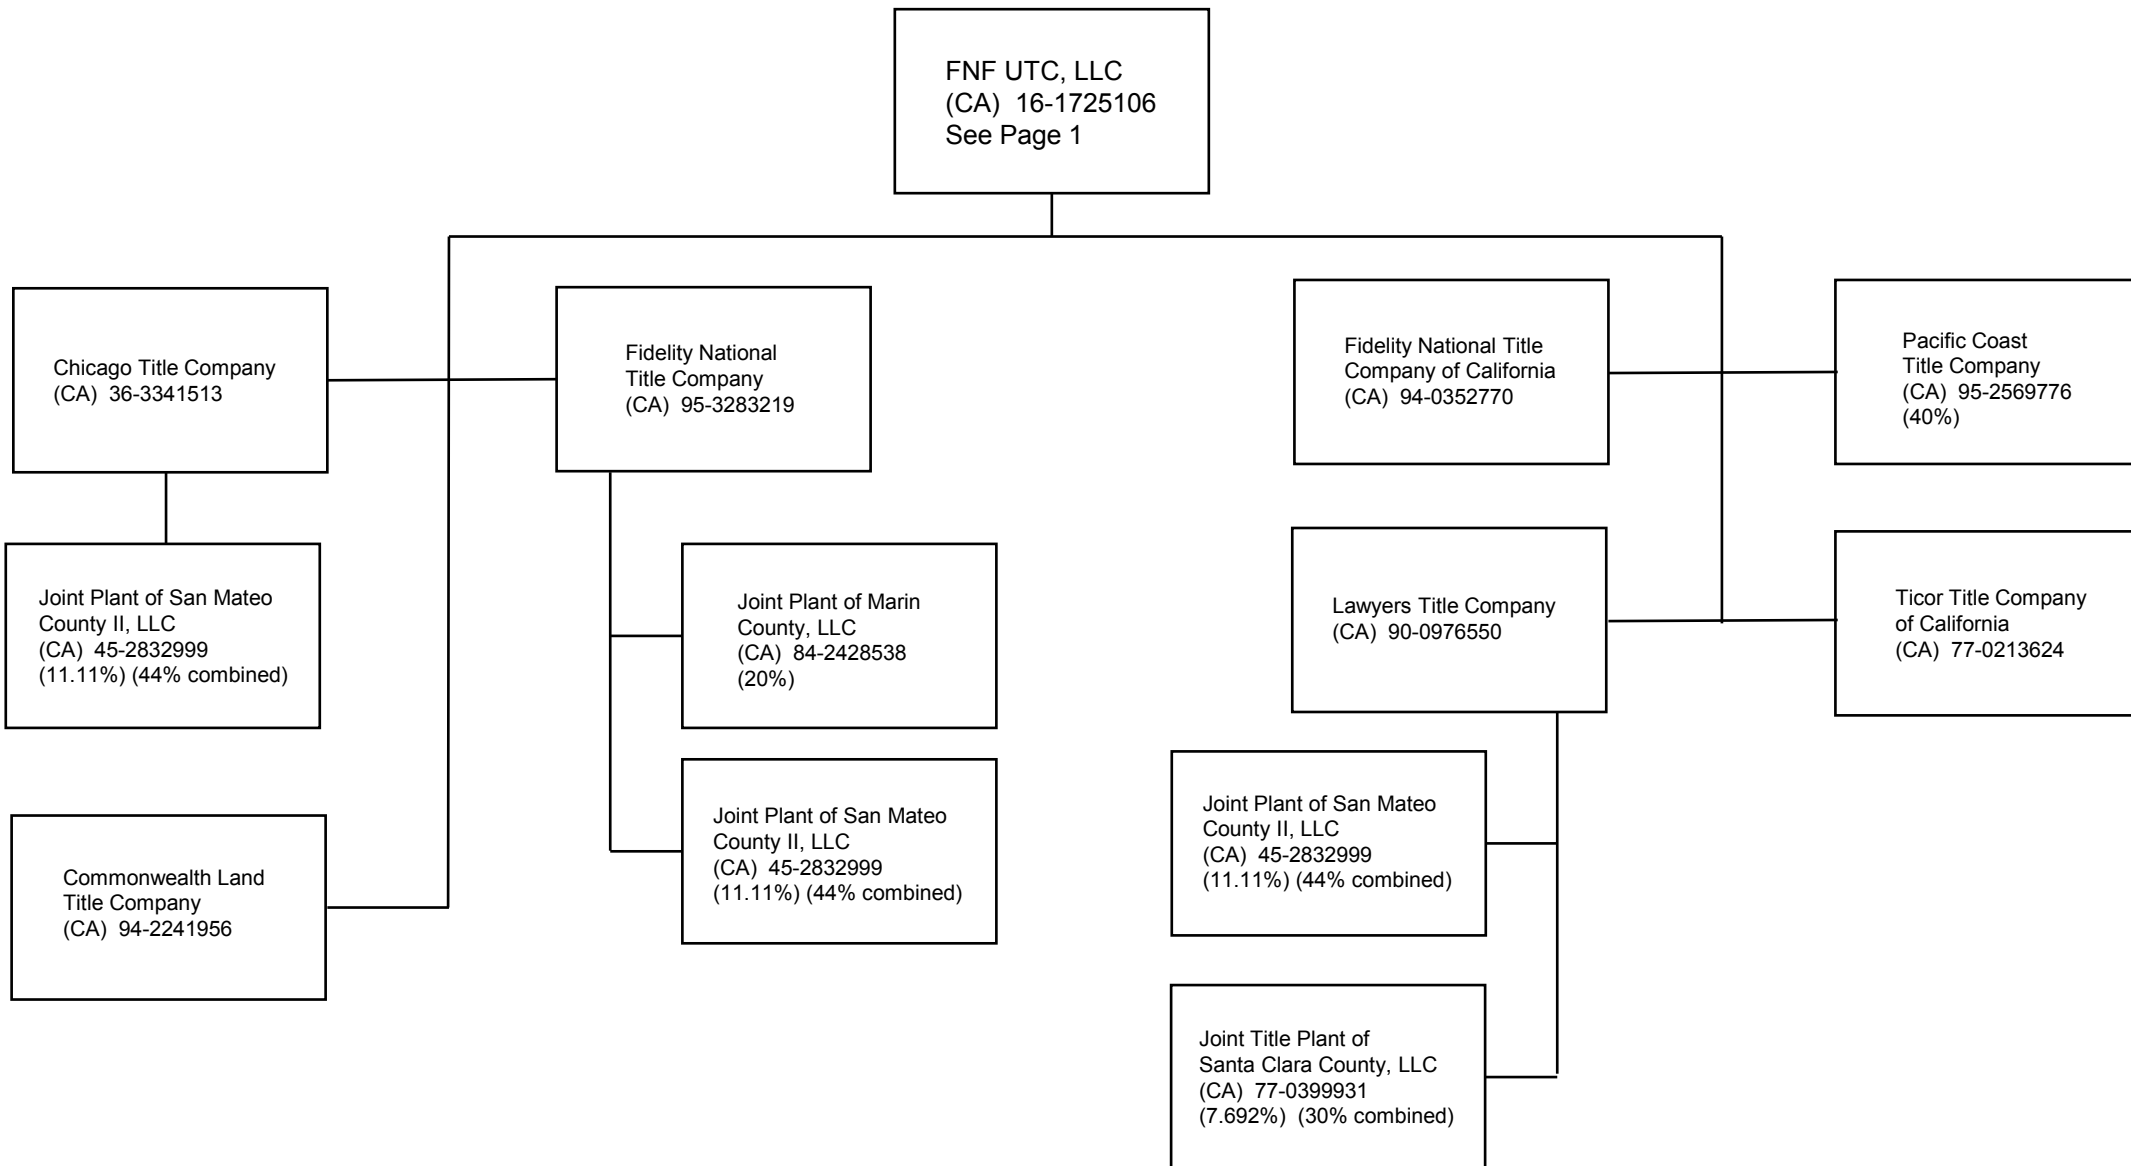 FNF UTC, LLC
(CA) 16-1725106
See Page 1
Chicago Title Company
(CA) 36-3341513
Fidelity National
Title Company
(CA) 95-3283219
Fidelity National Title
Company of California
(CA) 94-0352770
Pacific Coast
Title Company
(CA) 95-2569776
(40%)
Joint Plant of San Mateo
County II, LLC
(CA) 45-2832999
(11.11%) (44% combined)
Joint Plant of Marin
County, LLC
(CA) 84-2428538
(20%)
Lawyers Title Company
(CA) 90-0976550
Ticor Title Company
of California
(CA) 77-0213624
Joint Plant of San Mateo
County II, LLC
(CA) 45-2832999
(11.11%) (44% combined)
Joint Plant of San Mateo
County II, LLC
(CA) 45-2832999
(11.11%) (44% combined)
Commonwealth Land
Title Company
(CA) 94-2241956
Joint Title Plant of
Santa Clara County, LLC
(CA) 77-0399931
(7.692%) (30% combined)